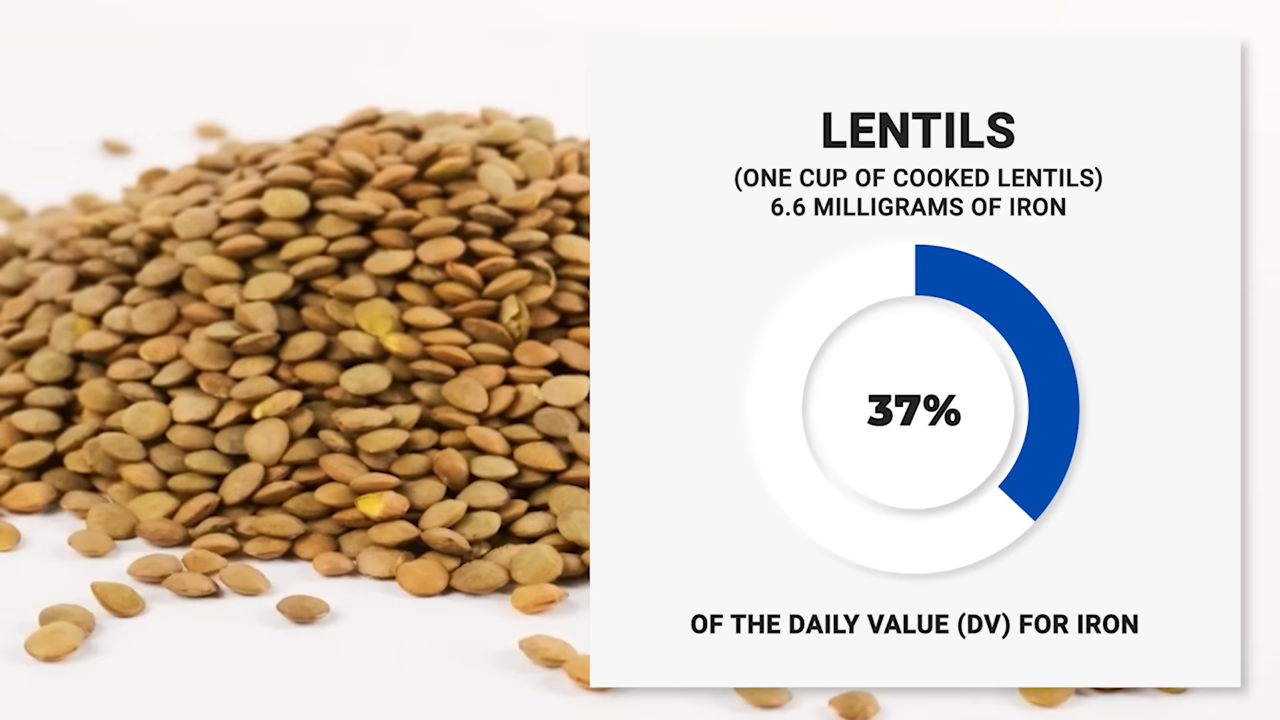 LENTILS
(ONE CUP OF COOKED LENTILS)
6.6 MILLIGRAMS OF IRON
37%
OF THE DAILY VALUE (DV) FOR IRON